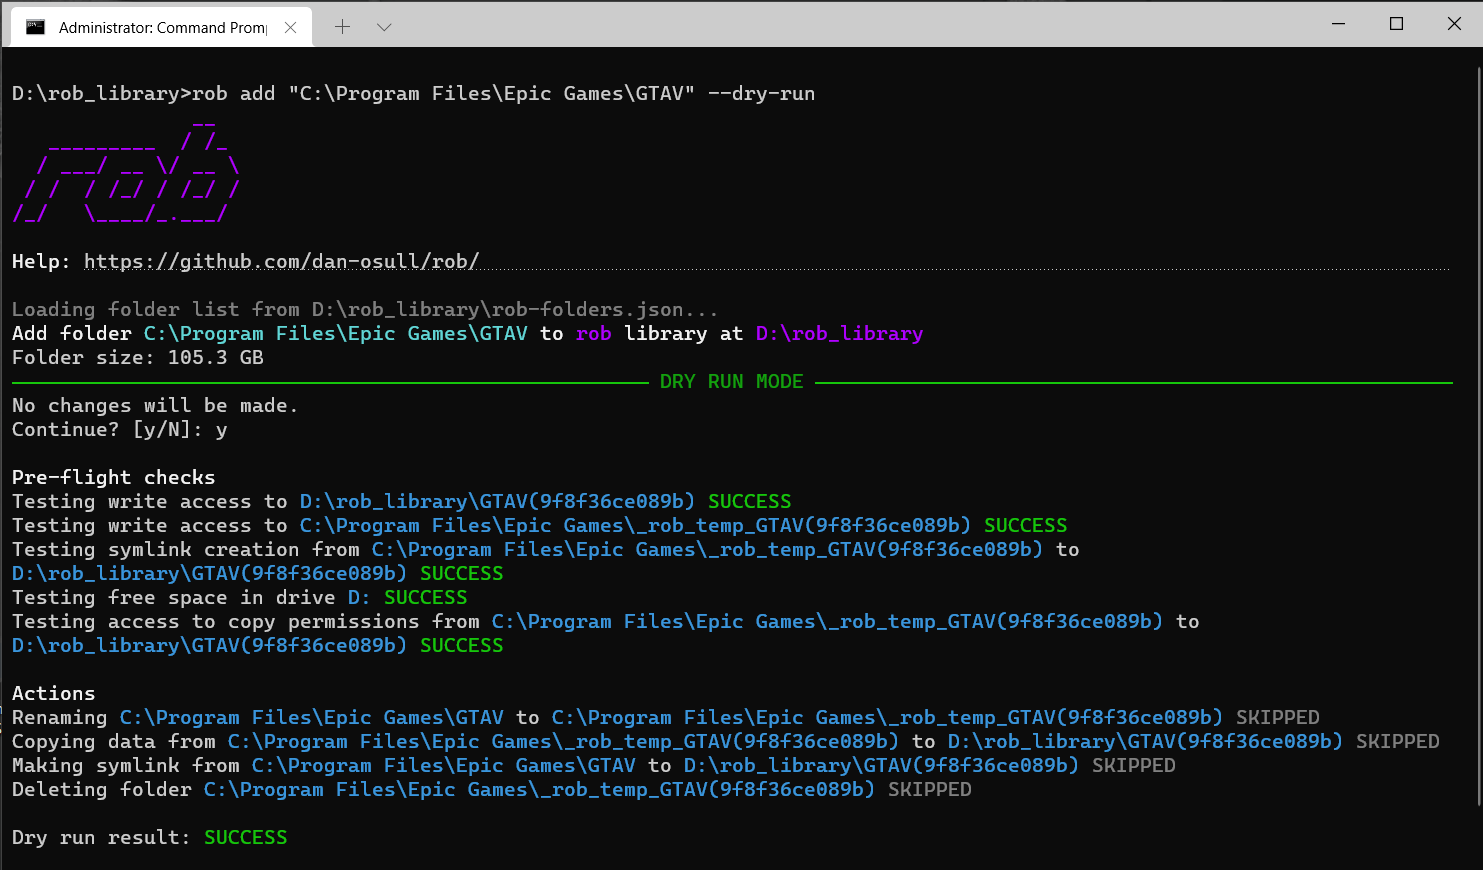 Administrator: Command Prom
D:\rob_library>rob add "C:\Program Files\Epic Games\GTAV" --dry-run
rob
Help: https://github.com/dan-osull/rob/
Loading folder list from D:\rob_library\rob-folders.json...
Add folder C:\Program Files\Epic Games\GTAV to rob library at D:\rob_library
Folder size: 105.3 GB
DRY RUN MODE
No changes will be made.
Continue? [y/N]: y
Pre-flight checks
Testing write access to D:\rob_library\GTAV(9f8f36ce089b) SUCCESS
Testing write access to C:\Program Files\Epic Games\_rob_temp_GTAV(9f8f36ce089b) SUCCESS
Testing symlink creation from C:\Program Files\Epic Games\_rob_temp_GTAV(9f8f36ce089b) to
D:\rob_library\GTAV(9f8f36ce089b) SUCCESS
Testing free space in drive D: SUCCESS
Testing access to copy permissions from C:\Program Files\Epic Games\_rob_temp_GTAV(9f8f36ce089b) to
D:\rob_library\GTAV(9f8f36ce089b) SUCCESS
Actions
Renaming C:\Program Files\Epic Games\GTAV to C:\Program Files\Epic Games\_rob_temp_GTAV(9f8f36ce089b) SKIPPED
Copying data from C:\Program Files\Epic Games\_rob_temp_GTAV(9f8f36ce089b) to D:\rob_library\GTAV(9f8f36ce089b) SKIPPED
Making symlink from C:\Program Files\Epic Games\GTAV to D:\rob_library\GTAV(9f8f36ce089b) SKIPPED
Deleting folder C:\Program Files\Epic Games\_rob_temp_GTAV(9f8f36ce089b) SKIPPED
Dry run result: SUCCESS